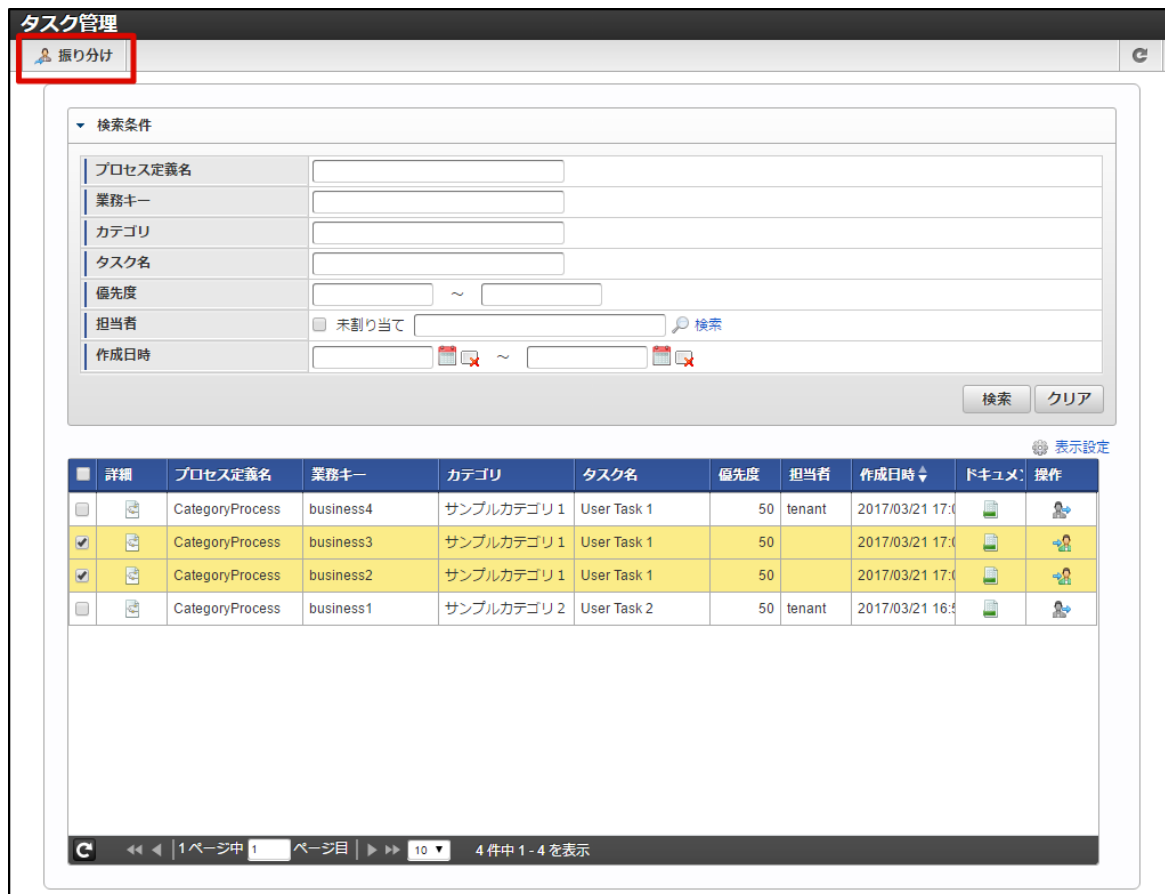 タスク管理
振り分け
検索条件
プロセス定義名
業務キー
カテゴリ
タスク名
優先度 ～
担当者 未割り当て 検索
作成日時 ～
検索 クリア
表示設定
詳細 プロセス定義名 業務キー カテゴリ タスク名 優先度 担当者 作成日時 ドキュメ 操作
CategoryProcess business4 サンプルカテゴリ1 User Task 1 50 tenant 2017/03/21 17:0
CategoryProcess business3 サンプルカテゴリ1 User Task 1 50 2017/03/21 17:0
CategoryProcess business2 サンプルカテゴリ1 User Task 1 50 2017/03/21 17:0
CategoryProcess business1 サンプルカテゴリ2 User Task 2 50 tenant 2017/03/21 16:5
1ページ中 1 ページ目 10 4件中 1 - 4 を表示